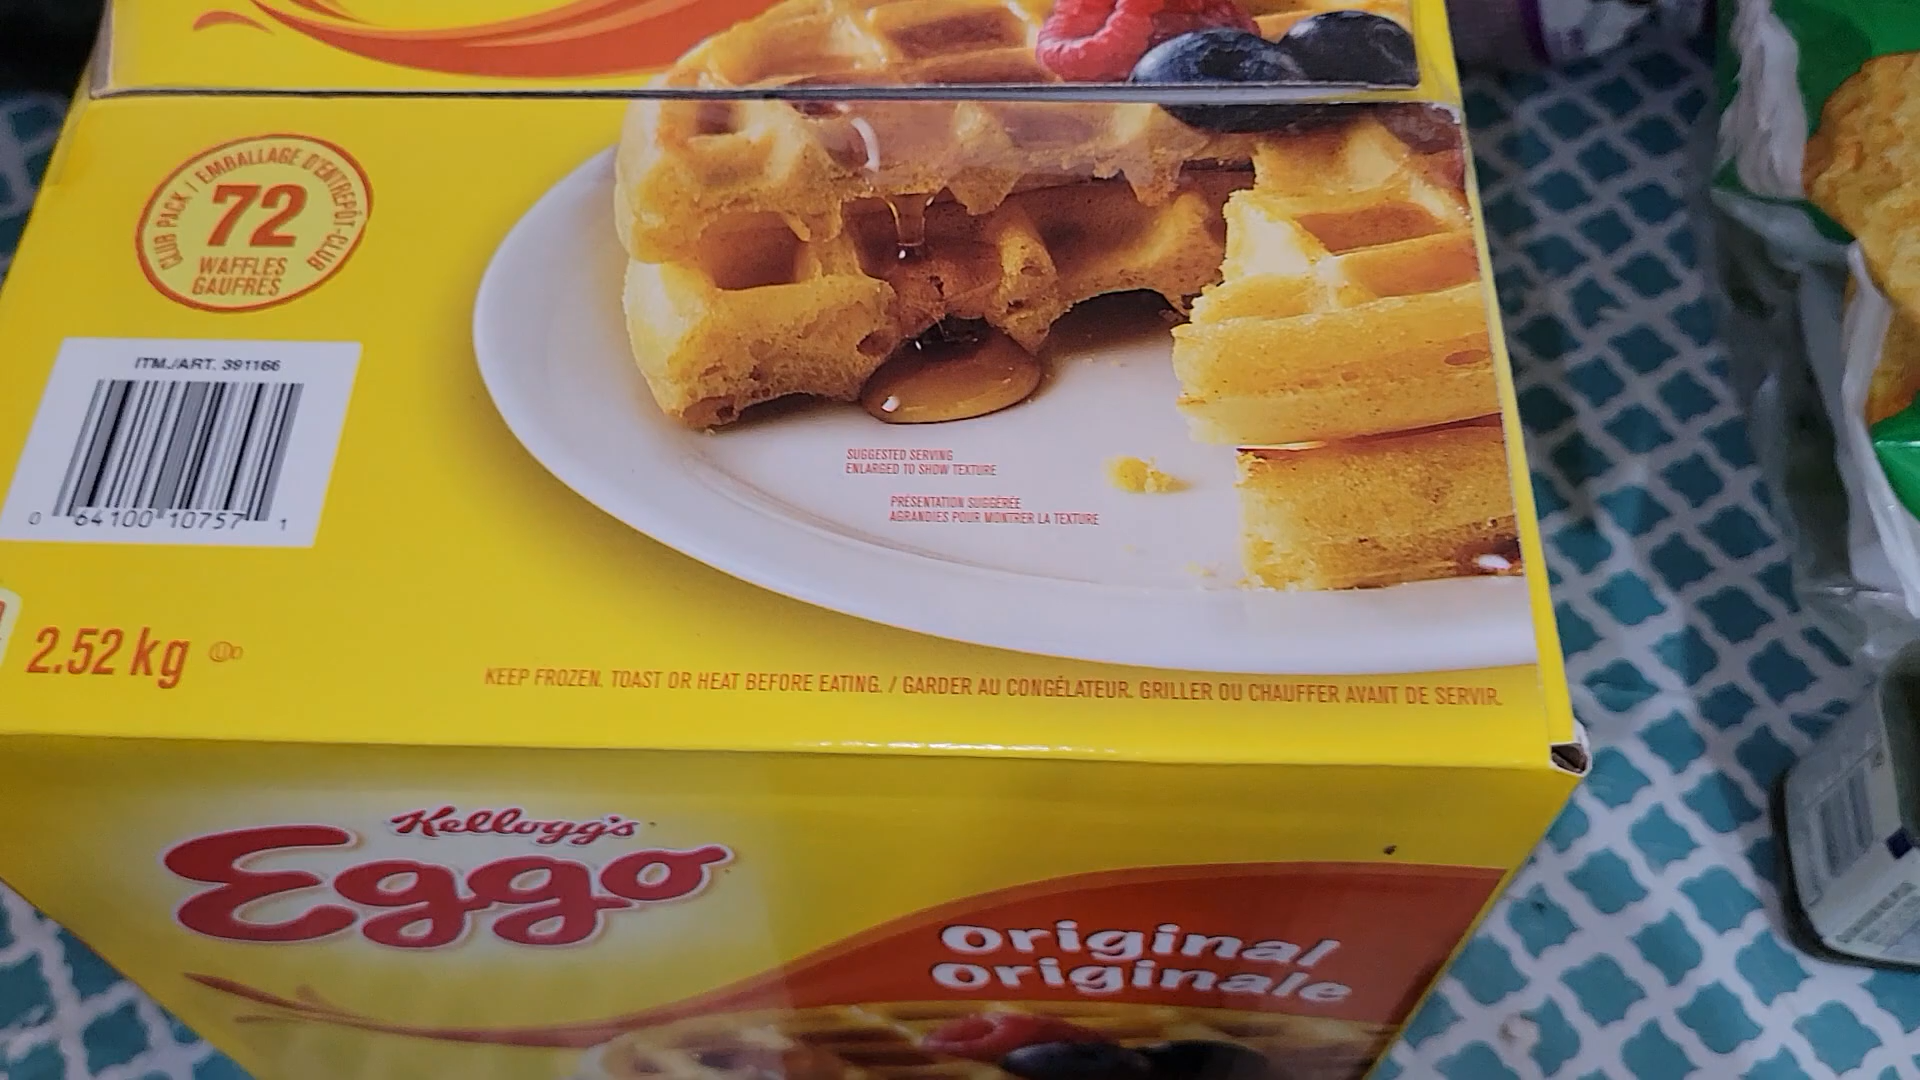 CLUB PACK / EMBALLAGE D'ENTREPÔT-CLUB
72
WAFFLES
GAUFRES
ITM./ART. 391166
0 64100 10757 1
SUGGESTED SERVING
ENLARGED TO SHOW TEXTURE
PRÉSENTATION SUGGÉRÉE
AGRANDIES POUR MONTRER LA TEXTURE
2.52 kg
KEEP FROZEN. TOAST OR HEAT BEFORE EATING. / GARDER AU CONGÉLATEUR. GRILLER OU CHAUFFER AVANT DE SERVIR.
Kellogg's
Eggo
Original
Originale